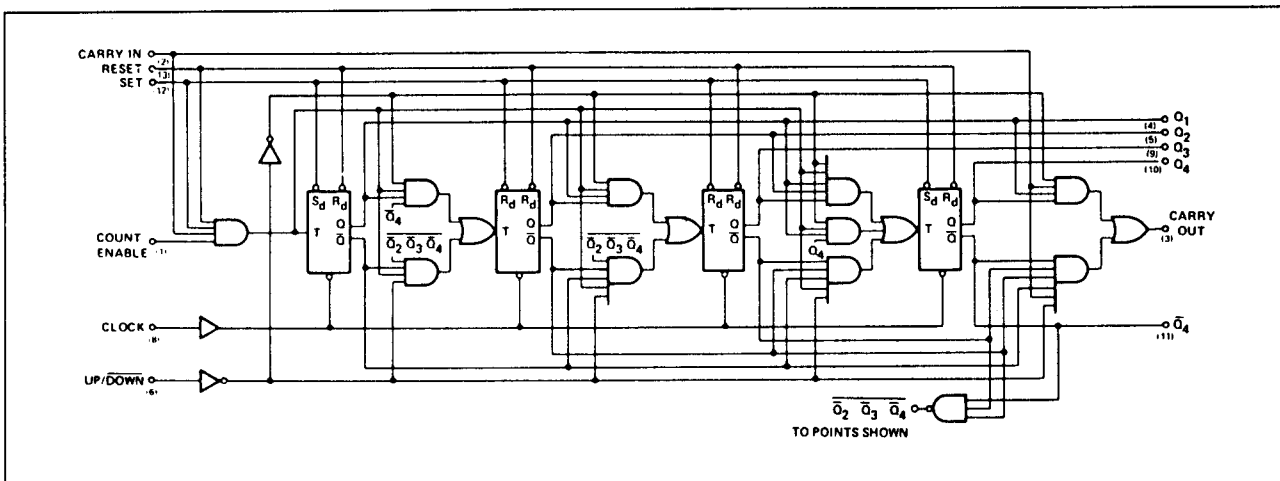 CARRY IN
(2)
RESET
(13)
SET
(12)
COUNT
ENABLE
(1)
CLOCK
(8)
UP/D̅O̅W̅N̅
(6)
S_d R_d
T
Q
Q̅
Q̅4
Q̅2 Q̅3 Q̅4
R_d R_d
T
Q
Q̅
Q̅2 Q̅3 Q̅4
R_d R_d
T
Q
Q̅
Q4
S_d R_d
T
Q
Q̅
Q1
(4)
Q2
(5)
Q3
(9)
Q4
(10)
CARRY
OUT
(3)
Q̅4
(11)
Q̅2 Q̅3 Q̅4
TO POINTS SHOWN